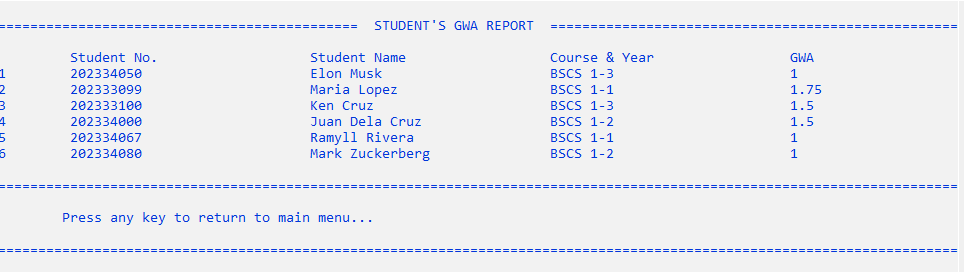 =============================================  STUDENT'S GWA REPORT  ===================================================
Student No.                   Student Name                  Course & Year                 GWA
1        202334050                     Elon Musk                     BSCS 1-3                      1
2        202333099                     Maria Lopez                   BSCS 1-1                      1.75
3        202333100                     Ken Cruz                      BSCS 1-3                      1.5
4        202334000                     Juan Dela Cruz                BSCS 1-2                      1.5
5        202334067                     Ramyll Rivera                 BSCS 1-1                      1
6        202334080                     Mark Zuckerberg               BSCS 1-2                      1
========================================================================================================================
Press any key to return to main menu...
========================================================================================================================